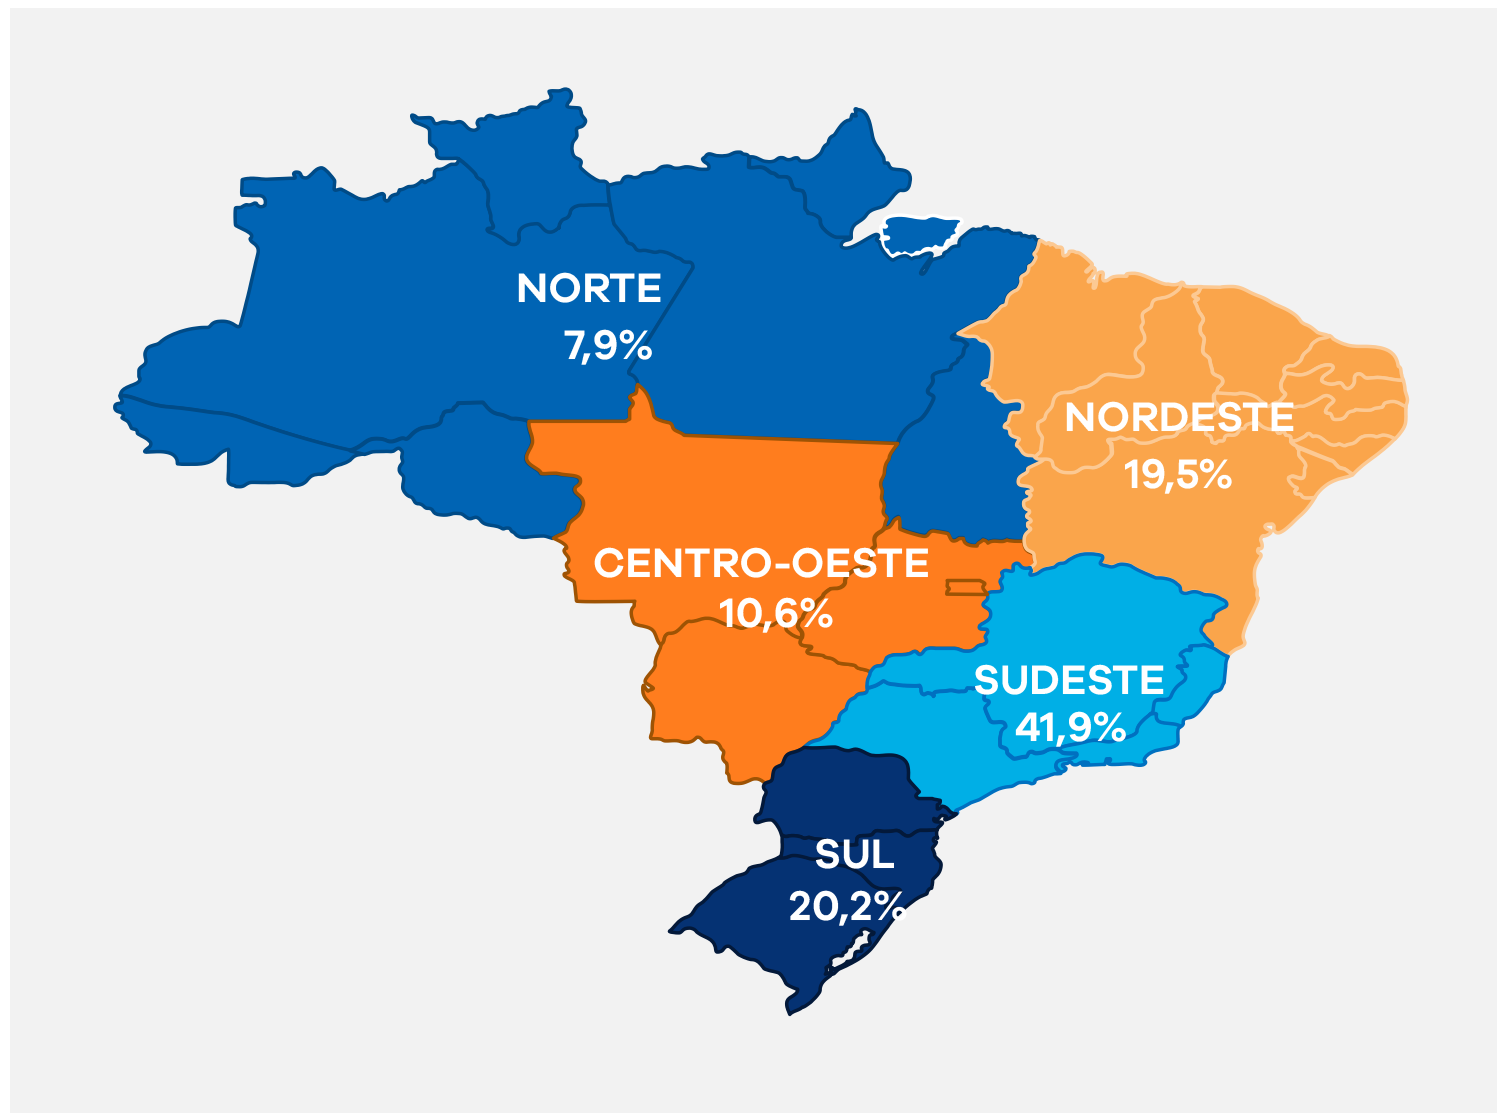 NORTE
7,9%
NORDESTE
19,5%
CENTRO-OESTE
10,6%
SUDESTE
41,9%
SUL
20,2%